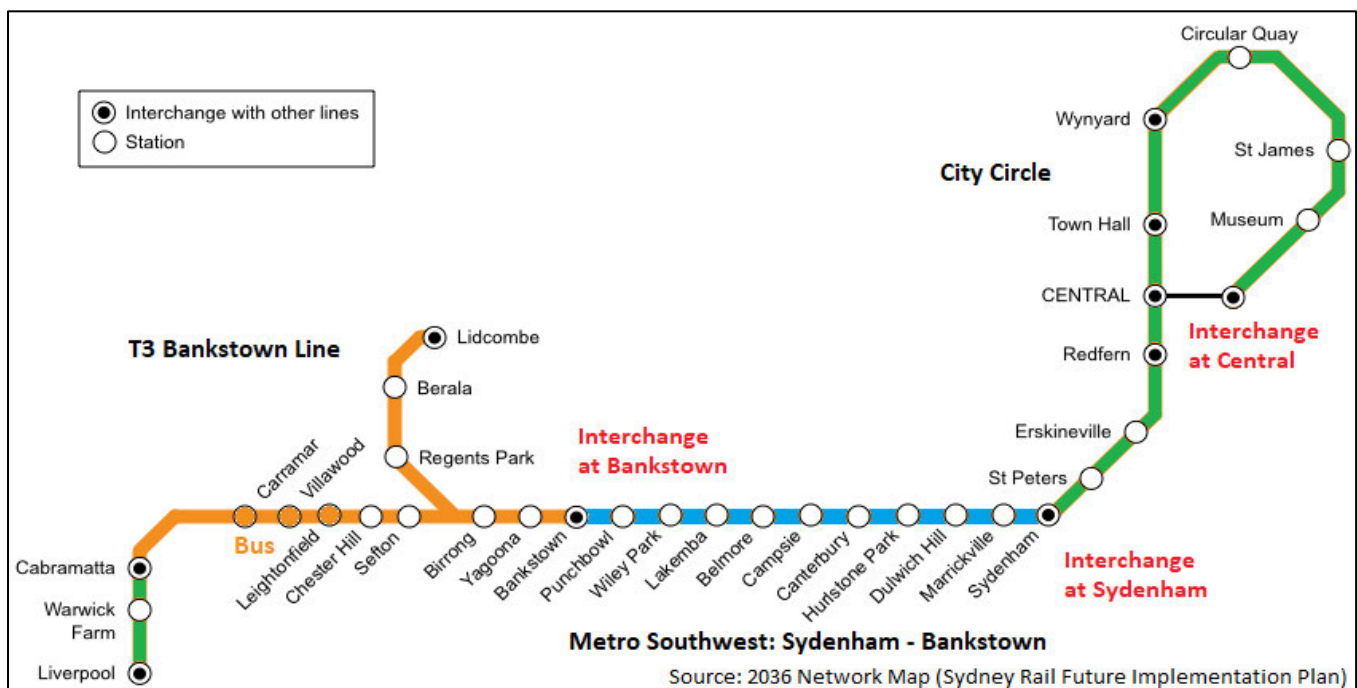 Circular Quay
Interchange with other lines
Station
Wynyard
St James
City Circle
Museum
Town Hall
CENTRAL
Interchange
at Central
T3 Bankstown Line
Lidcombe
Redfern
Berala
Interchange
at Bankstown
Erskineville
Regents Park
St Peters
Carramar
Villawood
Bus
Leightonfield
Chester Hill
Sefton
Birrong
Yagoona
Bankstown
Punchbowl
Wiley Park
Lakemba
Belmore
Campsie
Canterbury
Hurlstone Park
Dulwich Hill
Marrickville
Sydenham
Interchange
at Sydenham
Cabramatta
Warwick
Farm
Liverpool
Metro Southwest: Sydenham - Bankstown
Source: 2036 Network Map (Sydney Rail Future Implementation Plan)